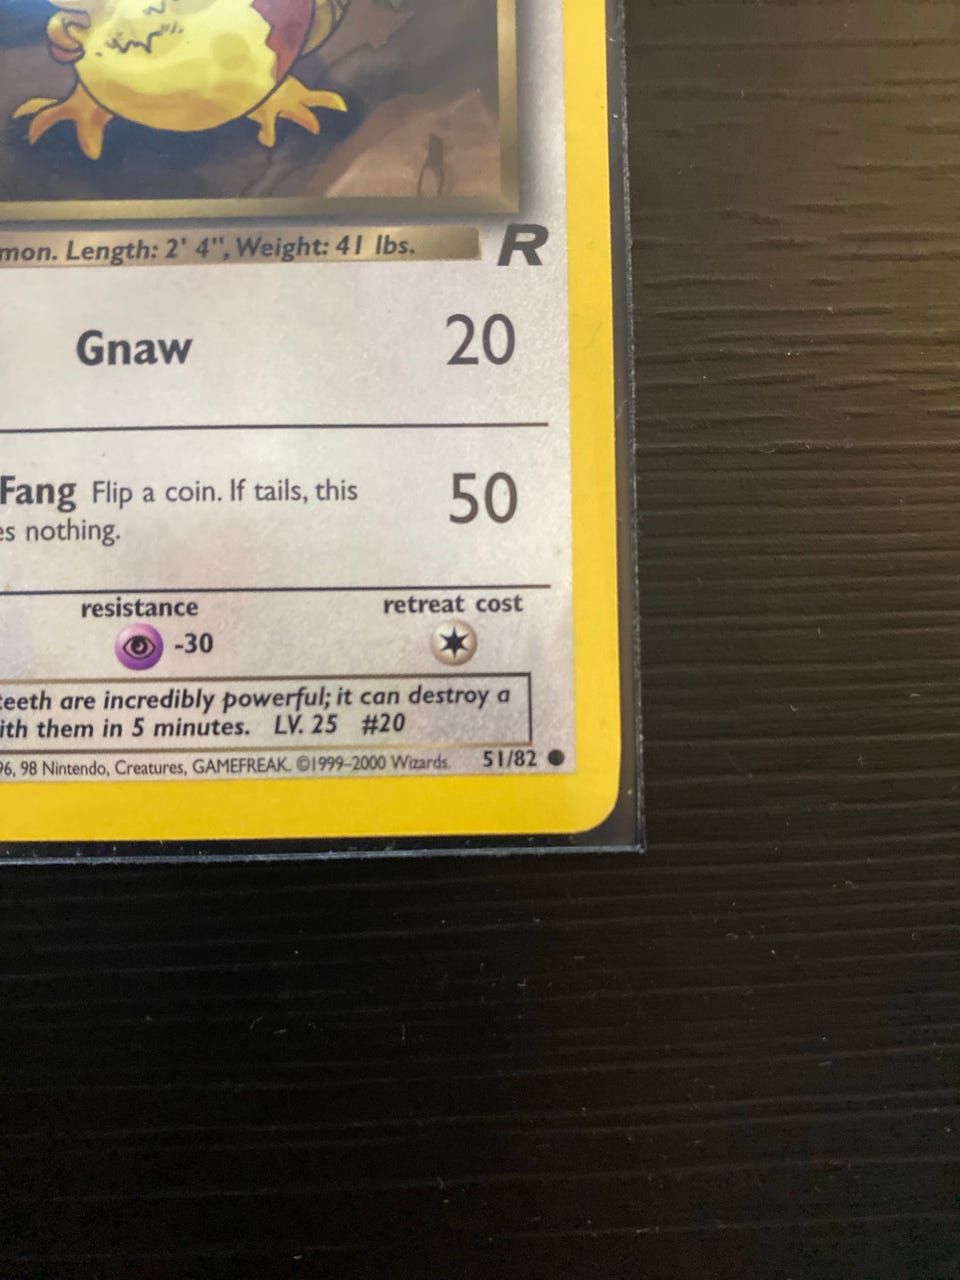 mon. Length: 2' 4", Weight: 41 lbs.
R
Gnaw 20
Fang Flip a coin. If tails, this
es nothing.
50
resistance retreat cost
-30
teeth are incredibly powerful; it can destroy a
ith them in 5 minutes. LV. 25 #20
96, 98 Nintendo, Creatures, GAMEFREAK. ©1999–2000 Wizards. 51/82